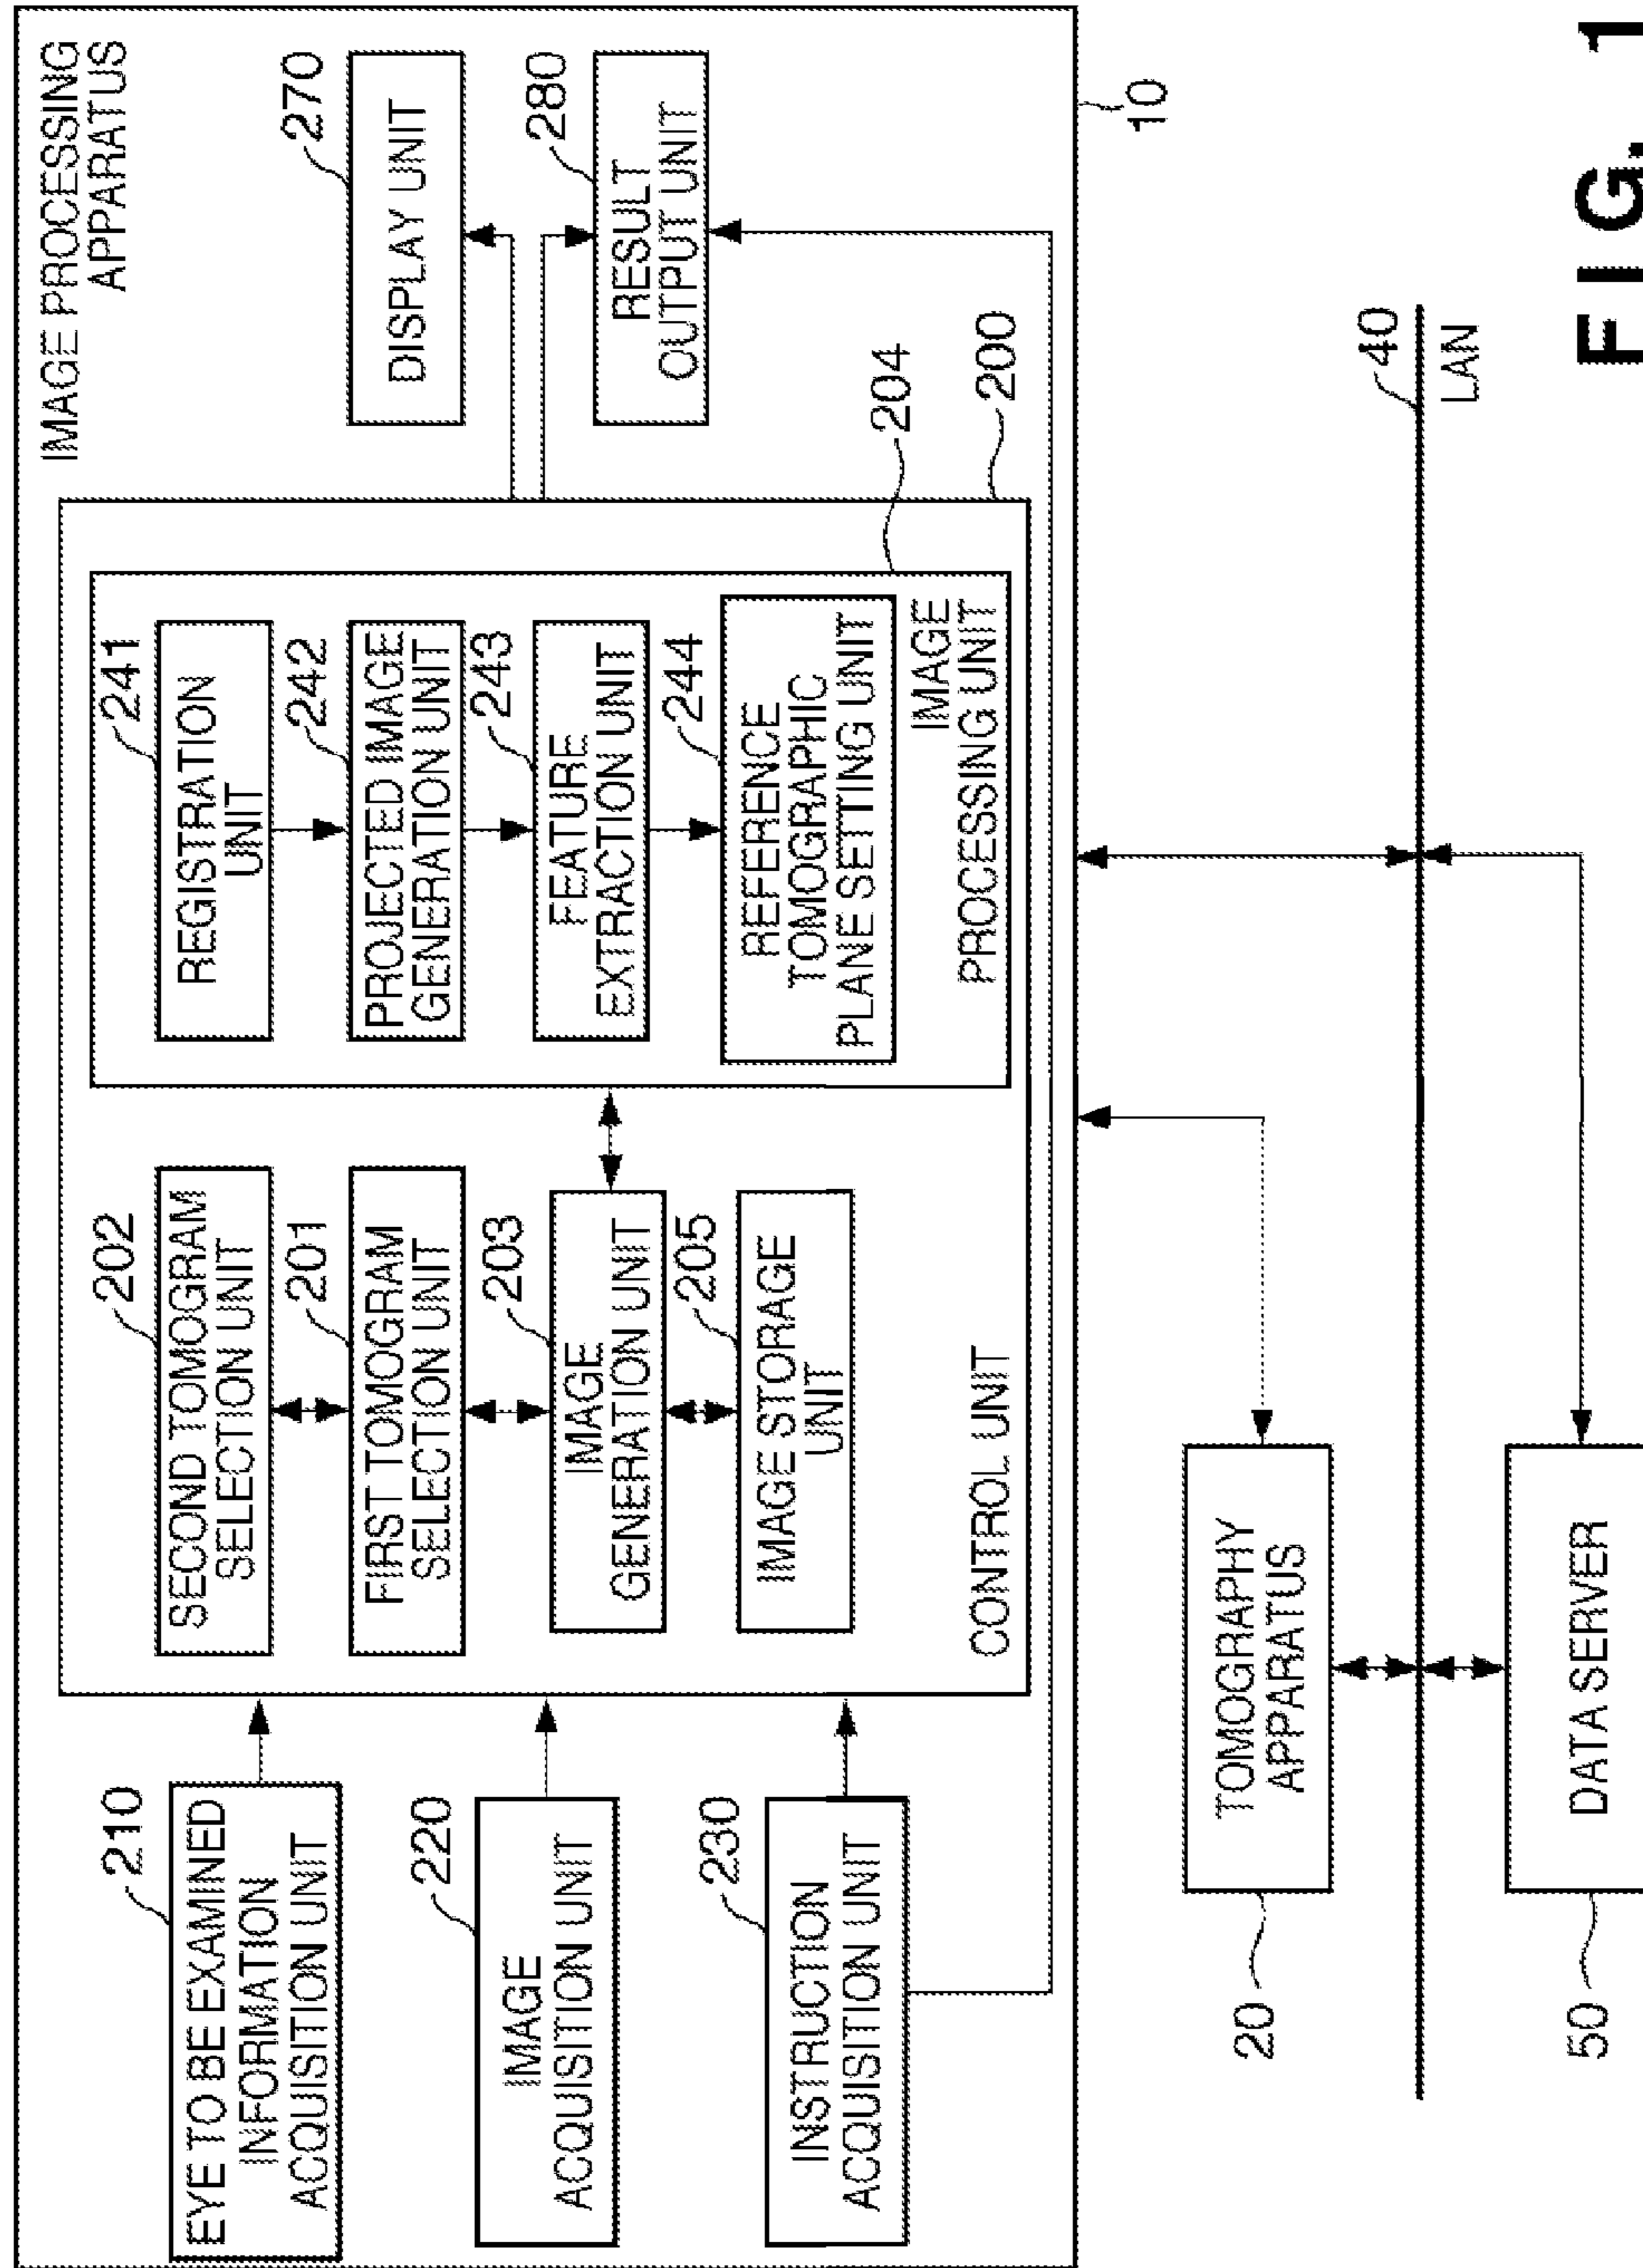 IMAGE PROCESSING
APPARATUS
210
EYE TO BE EXAMINED
INFORMATION
ACQUISITION UNIT
220
IMAGE
ACQUISITION UNIT
230
INSTRUCTION
ACQUISITION UNIT
202
SECOND TOMOGRAM
SELECTION UNIT
201
FIRST TOMOGRAM
SELECTION UNIT
203
IMAGE
GENERATION UNIT
205
IMAGE STORAGE
UNIT
CONTROL UNIT
241
REGISTRATION
UNIT
242
PROJECTED IMAGE
GENERATION UNIT
243
FEATURE
EXTRACTION UNIT
244
REFERENCE
TOMOGRAPHIC
PLANE SETTING UNIT
IMAGE
PROCESSING UNIT
204
200
270
DISPLAY UNIT
280
RESULT
OUTPUT UNIT
10
20
TOMOGRAPHY
APPARATUS
40
LAN
50
DATA SERVER
FIG. 1